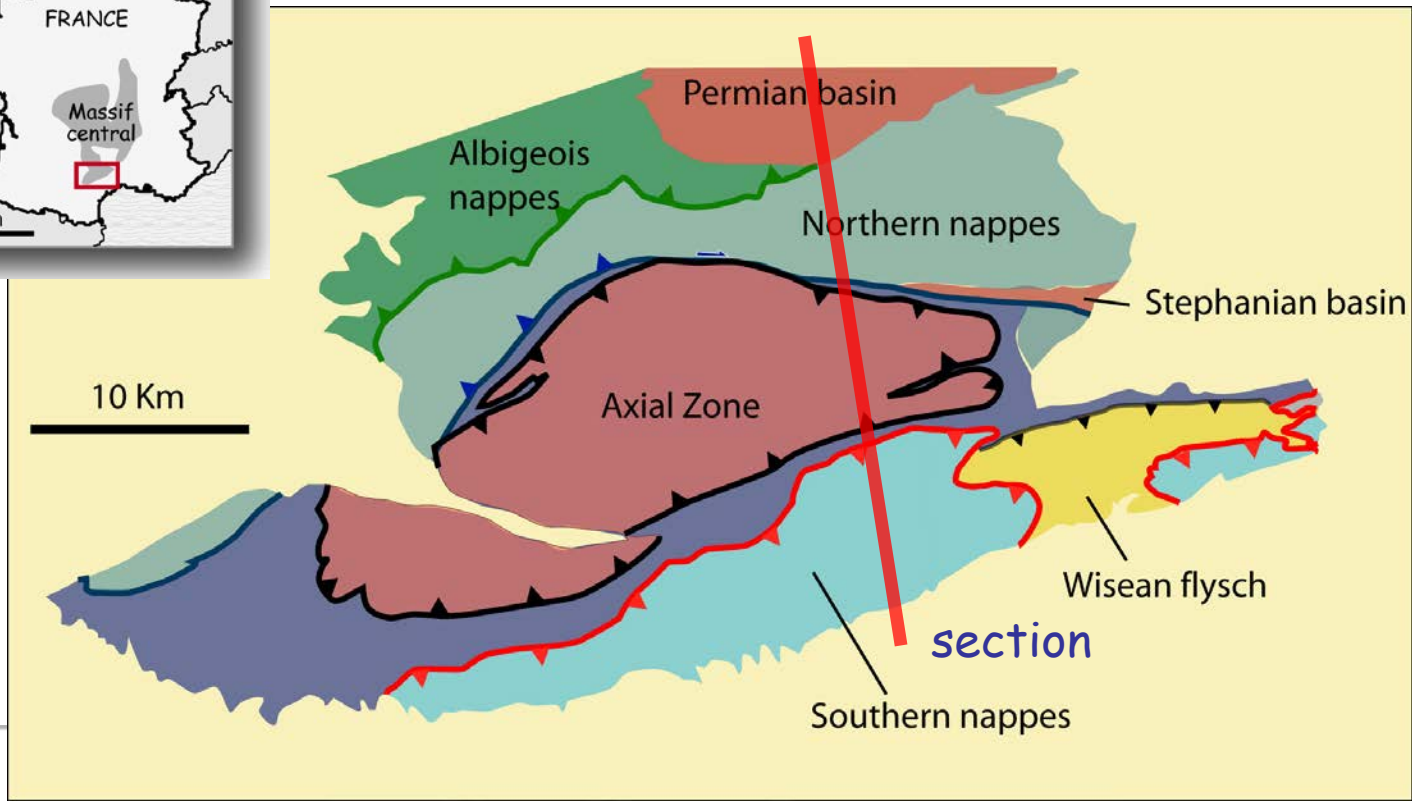 FRANCE
Massif
central
Permian basin
Albigeois
nappes
Northern nappes
Stephanian basin
10 Km
Axial Zone
Wisean flysch
section
Southern nappes